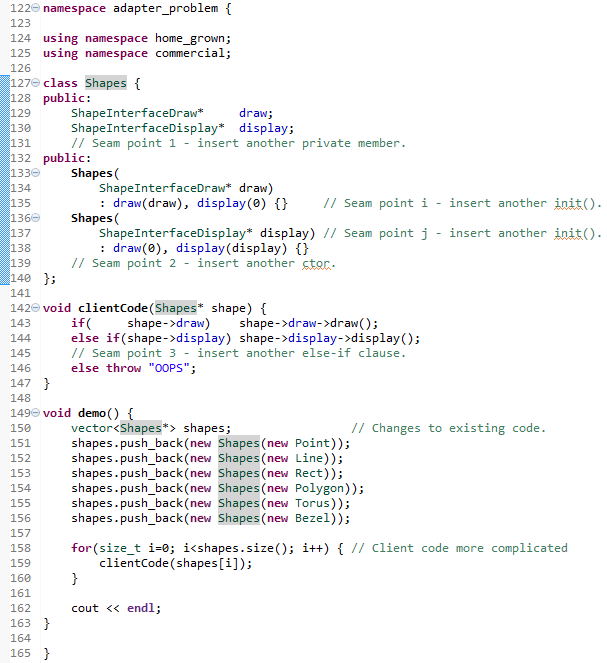 122 namespace adapter_problem {
123
124 using namespace home_grown;
125 using namespace commercial;
126
127 class Shapes {
128 public:
129     ShapeInterfaceDraw*     draw;
130     ShapeInterfaceDisplay*  display;
131     // Seam point 1 - insert another private member.
132 public:
133     Shapes(
134         ShapeInterfaceDraw* draw)
135         : draw(draw), display(0) {}     // Seam point i - insert another init().
136     Shapes(
137         ShapeInterfaceDisplay* display) // Seam point j - insert another init().
138         : draw(0), display(display) {}
139     // Seam point 2 - insert another ctor.
140 };
141
142 void clientCode(Shapes* shape) {
143     if(     shape->draw)    shape->draw->draw();
144     else if(shape->display) shape->display->display();
145     // Seam point 3 - insert another else-if clause.
146     else throw "OOPS";
147 }
148
149 void demo() {
150     vector<Shapes*> shapes;                 // Changes to existing code.
151     shapes.push_back(new Shapes(new Point));
152     shapes.push_back(new Shapes(new Line));
153     shapes.push_back(new Shapes(new Rect));
154     shapes.push_back(new Shapes(new Polygon));
155     shapes.push_back(new Shapes(new Torus));
156     shapes.push_back(new Shapes(new Bezel));
157
158     for(size_t i=0; i<shapes.size(); i++) { // Client code more complicated
159         clientCode(shapes[i]);
160     }
161
162     cout << endl;
163 }
164
165 }